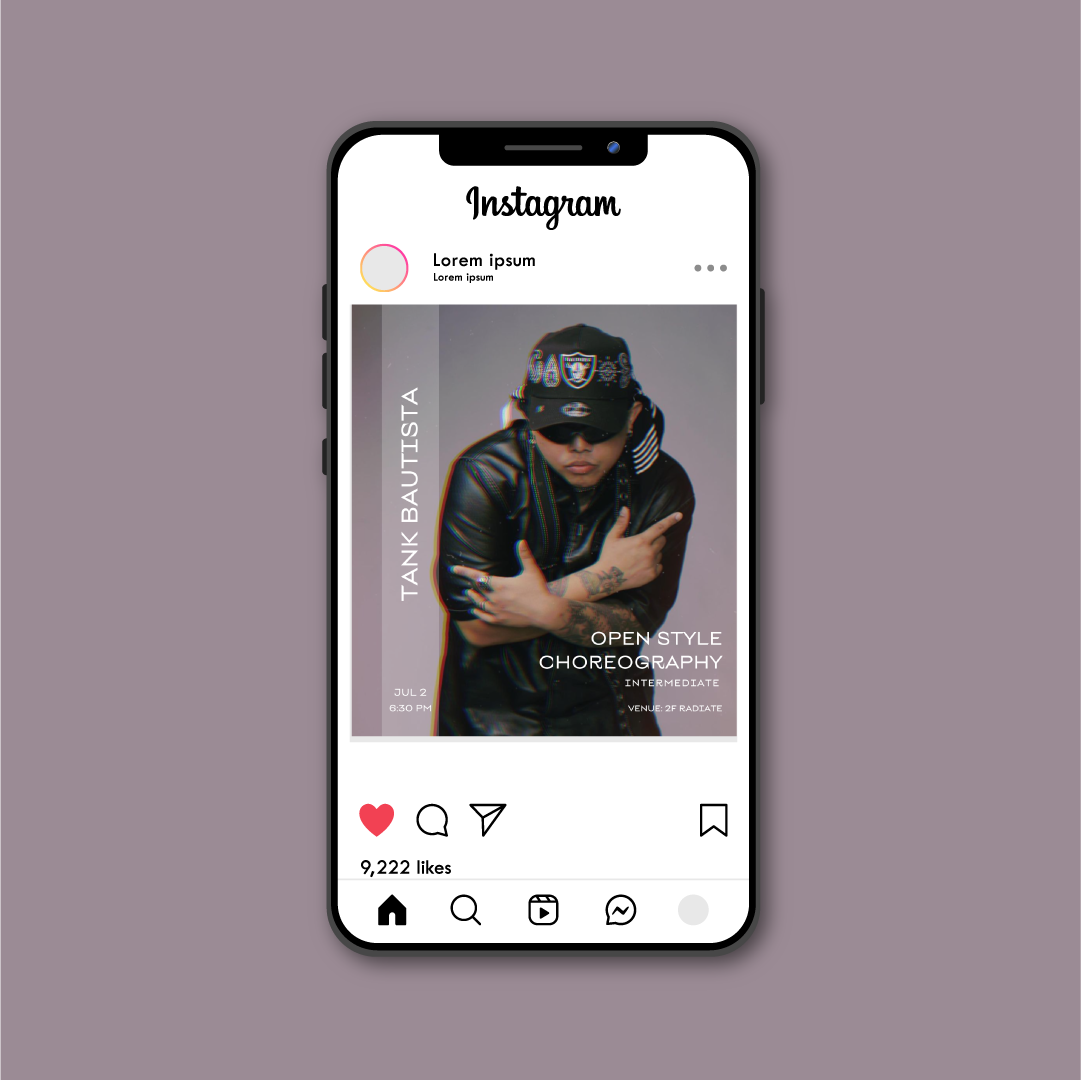 Instagram
Lorem ipsum
Lorem ipsum
TANK BAUTISTA
OPEN STYLE
CHOREOGRAPHY
INTERMEDIATE
JUL 2
6:30 PM
VENUE: 2F RADIATE
9,222 likes